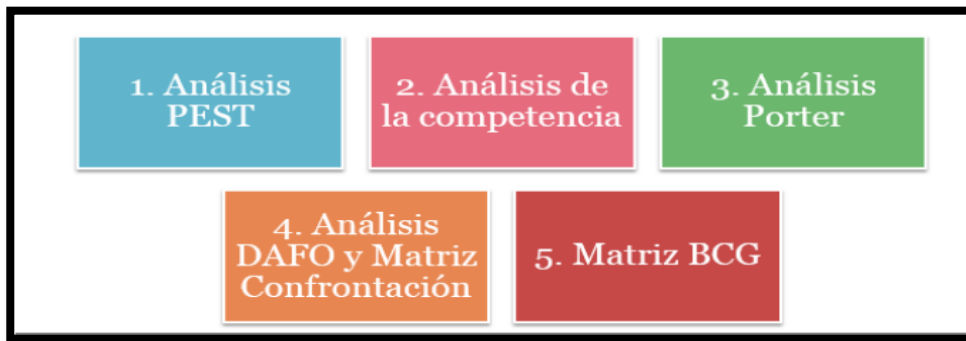 1. Análisis
PEST
2. Análisis de
la competencia
3. Análisis
Porter
4. Análisis
DAFO y Matriz
Confrontación
5. Matriz BCG